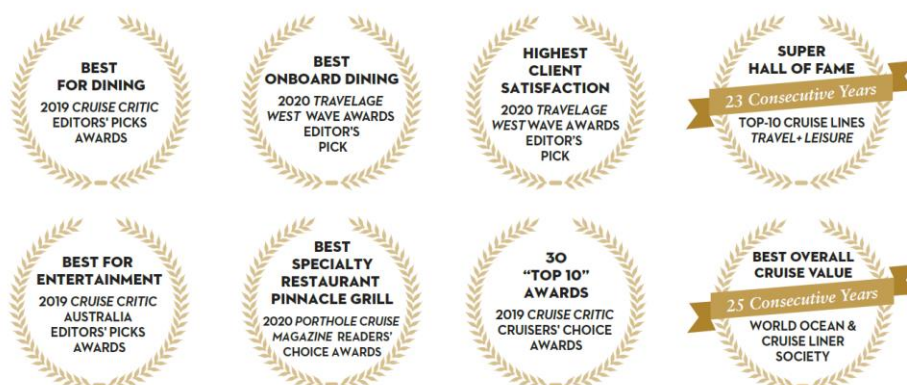 BEST
FOR DINING
2019 CRUISE CRITIC
EDITORS' PICKS
AWARDS
BEST
ONBOARD DINING
2020 TRAVELAGE
WEST WAVE AWARDS
EDITOR'S
PICK
HIGHEST
CLIENT
SATISFACTION
2020 TRAVELAGE
WEST WAVE AWARDS
EDITOR'S
PICK
SUPER
HALL OF FAME
23 Consecutive Years
TOP-10 CRUISE LINES
TRAVEL+ LEISURE
BEST FOR
ENTERTAINMENT
2019 CRUISE CRITIC
AUSTRALIA
EDITORS' PICKS
AWARDS
BEST
SPECIALTY
RESTAURANT
PINNACLE GRILL
2020 PORTHOLE CRUISE
MAGAZINE READERS'
CHOICE AWARDS
30
"TOP 10"
AWARDS
2019 CRUISE CRITIC
CRUISERS' CHOICE
AWARDS
BEST OVERALL
CRUISE VALUE
25 Consecutive Years
WORLD OCEAN &
CRUISE LINER
SOCIETY